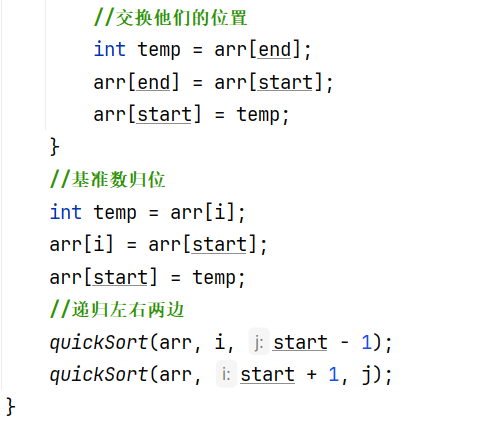 //交换他们的位置
int temp = arr[end];
arr[end] = arr[start];
arr[start] = temp;
}
//基准数归位
int temp = arr[i];
arr[i] = arr[start];
arr[start] = temp;
//递归左右两边
quickSort(arr, i, j: start - 1);
quickSort(arr, i: start + 1, j);
}